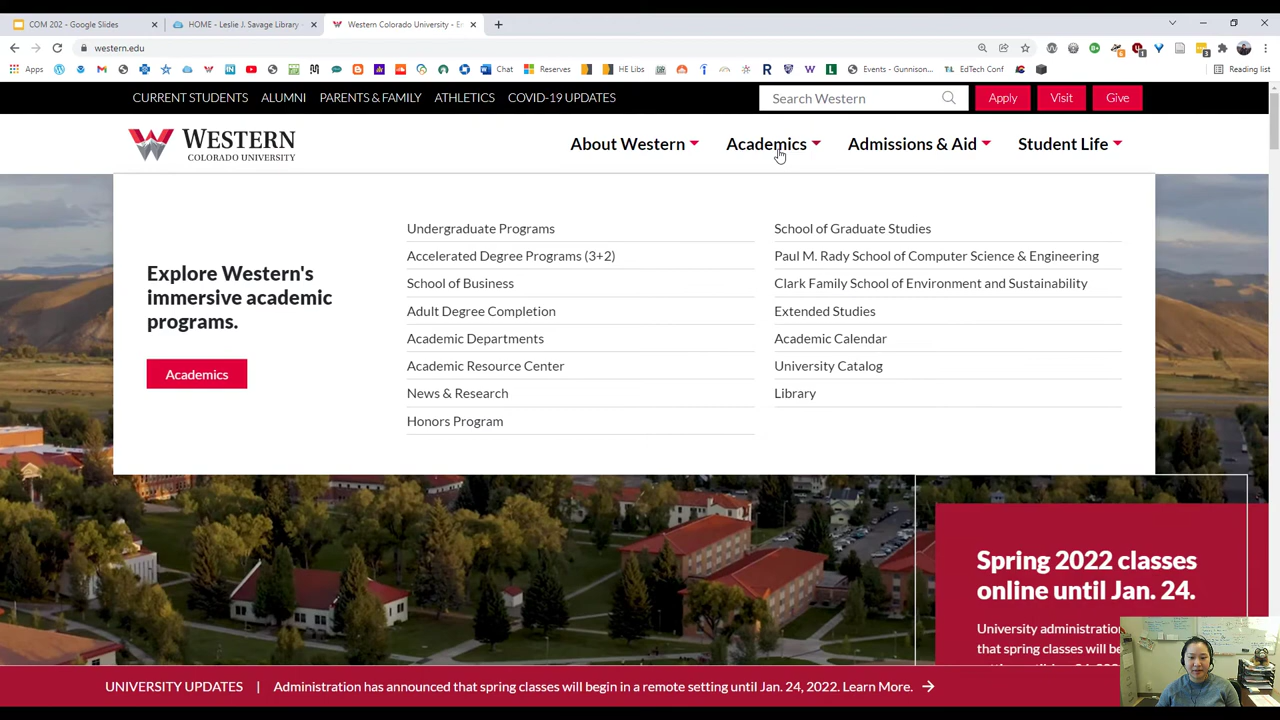 COM 202 - Google Slides
HOME - Leslie J. Savage Library -
Western Colorado University - E
western.edu
Apps
Chat
Reserves
HE Libs
Events - Gunnison...
EdTech Conf
Reading list
CURRENT STUDENTS
ALUMNI
PARENTS & FAMILY
ATHLETICS
COVID-19 UPDATES
Search Western
Apply
Visit
Give
WESTERN
COLORADO UNIVERSITY
About Western
Academics
Admissions & Aid
Student Life
Explore Western's
immersive academic
programs.
Academics
Undergraduate Programs
Accelerated Degree Programs (3+2)
School of Business
Adult Degree Completion
Academic Departments
Academic Resource Center
News & Research
Honors Program
School of Graduate Studies
Paul M. Rady School of Computer Science & Engineering
Clark Family School of Environment and Sustainability
Extended Studies
Academic Calendar
University Catalog
Library
Spring 2022 classes
online until Jan. 24.
University administration
that spring classes will be
UNIVERSITY UPDATES | Administration has announced that spring classes will begin in a remote setting until Jan. 24, 2022. Learn More. →